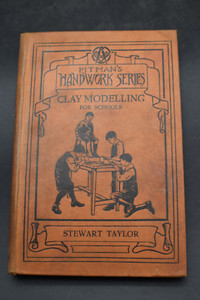 PITMAN'S
HANDWORK SERIES
CLAY MODELLING
FOR SCHOOLS
STEWART TAYLOR